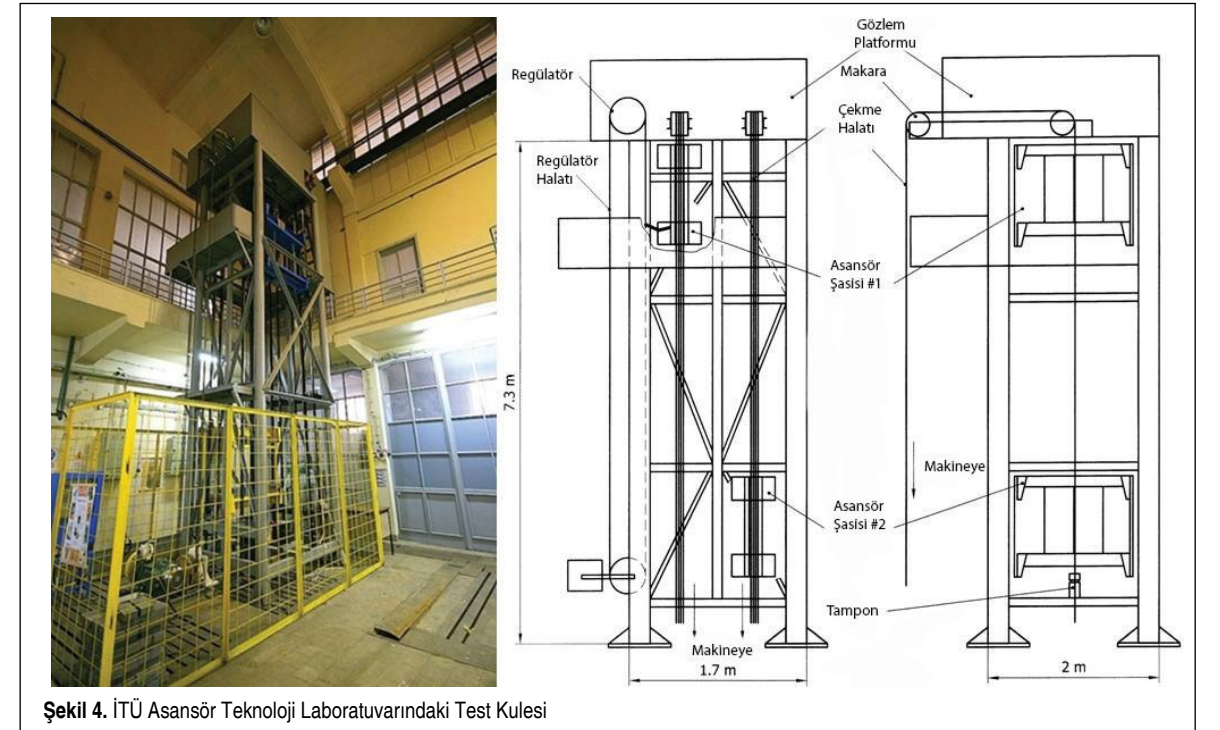 Gözlem
Platformu
Regülatör
Makara
Çekme
Halatı
Regülatör
Halatı
Asansör
Şasisi #1
7.3 m
Makineye
Asansör
Şasisi #2
Tampon
Makineye
1.7 m
2 m
Şekil 4. İTÜ Asansör Teknoloji Laboratuvarındaki Test Kulesi